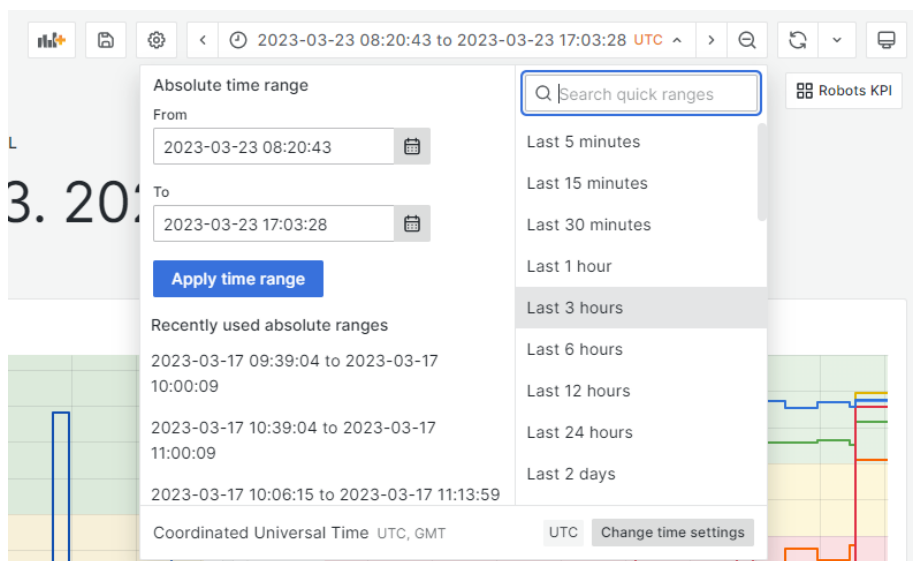 2023-03-23 08:20:43 to 2023-03-23 17:03:28 UTC
Absolute time range
Search quick ranges
Robots KPI
From
2023-03-23 08:20:43
To
2023-03-23 17:03:28
Apply time range
Recently used absolute ranges
2023-03-17 09:39:04 to 2023-03-17
10:00:09
2023-03-17 10:39:04 to 2023-03-17
11:00:09
2023-03-17 10:06:15 to 2023-03-17 11:13:59
Last 5 minutes
Last 15 minutes
Last 30 minutes
Last 1 hour
Last 3 hours
Last 6 hours
Last 12 hours
Last 24 hours
Last 2 days
L
3. 202
Coordinated Universal Time UTC, GMT
UTC
Change time settings